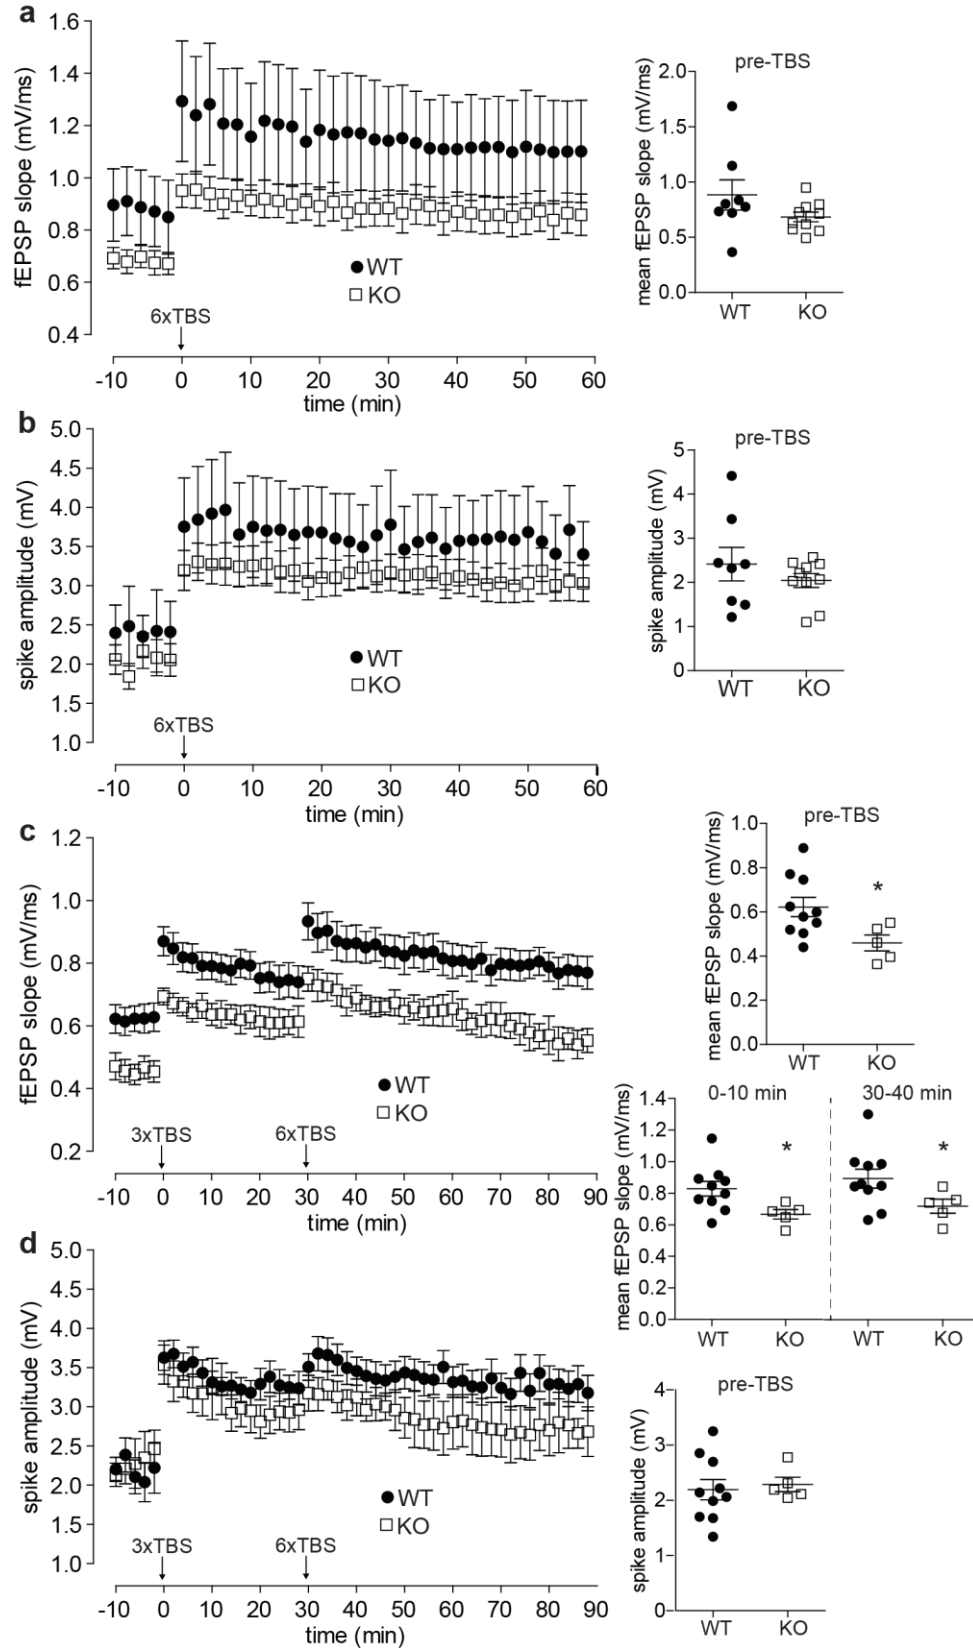 a
fEPSP slope (mV/ms)
1.6
1.4
1.2
1.0
0.8
0.6
0.4
WT
KO
6xTBS
-10 0 10 20 30 40 50 60
time (min)
pre-TBS
mean fEPSP slope (mV/ms)
2.0
1.5
1.0
0.5
0.0
WT KO
b
spike amplitude (mV)
5.0
4.5
4.0
3.5
3.0
2.5
2.0
1.5
1.0
WT
KO
6xTBS
-10 0 10 20 30 40 50 60
time (min)
pre-TBS
spike amplitude (mV)
5
4
3
2
1
0
WT KO
c
fEPSP slope (mV/ms)
1.2
1.0
0.8
0.6
0.4
0.2
WT
KO
3xTBS 6xTBS
-10 0 10 20 30 40 50 60 70 80 90
time (min)
pre-TBS
mean fEPSP slope (mV/ms)
1.0
0.8
0.6
0.4
0.2
0.0
*
WT KO
0-10 min 30-40 min
mean fEPSP slope (mV/ms)
1.4
1.2
1.0
0.8
0.6
0.4
0.2
0.0
* *
WT KO WT KO
d
spike amplitude (mV)
5.0
4.5
4.0
3.5
3.0
2.5
2.0
1.5
1.0
WT
KO
3xTBS 6xTBS
-10 0 10 20 30 40 50 60 70 80 90
time (min)
pre-TBS
spike amplitude (mV)
4
3
2
1
0
WT KO